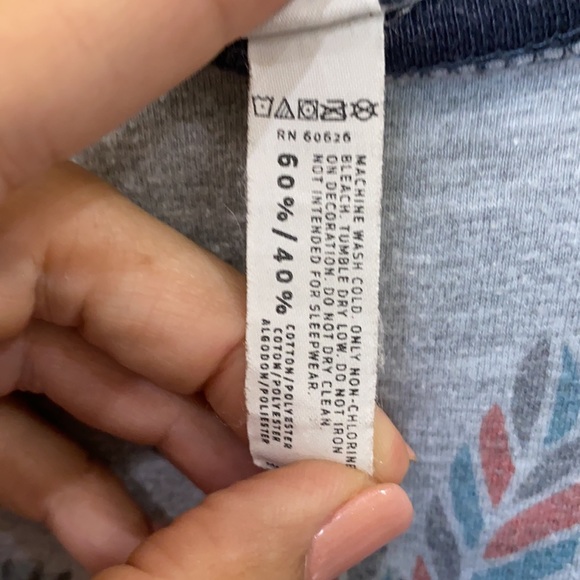 RN 60626
MACHINE WASH COLD. ONLY NON-CHLORINE
BLEACH. TUMBLE DRY LOW. DO NOT IRON
ON DECORATION. DO NOT DRY CLEAN
NOT INTENDED FOR SLEEPWEAR.
60%/40%
COTTON/POLYESTER
COTON/POLYESTER
ALGODON/POLIESTER